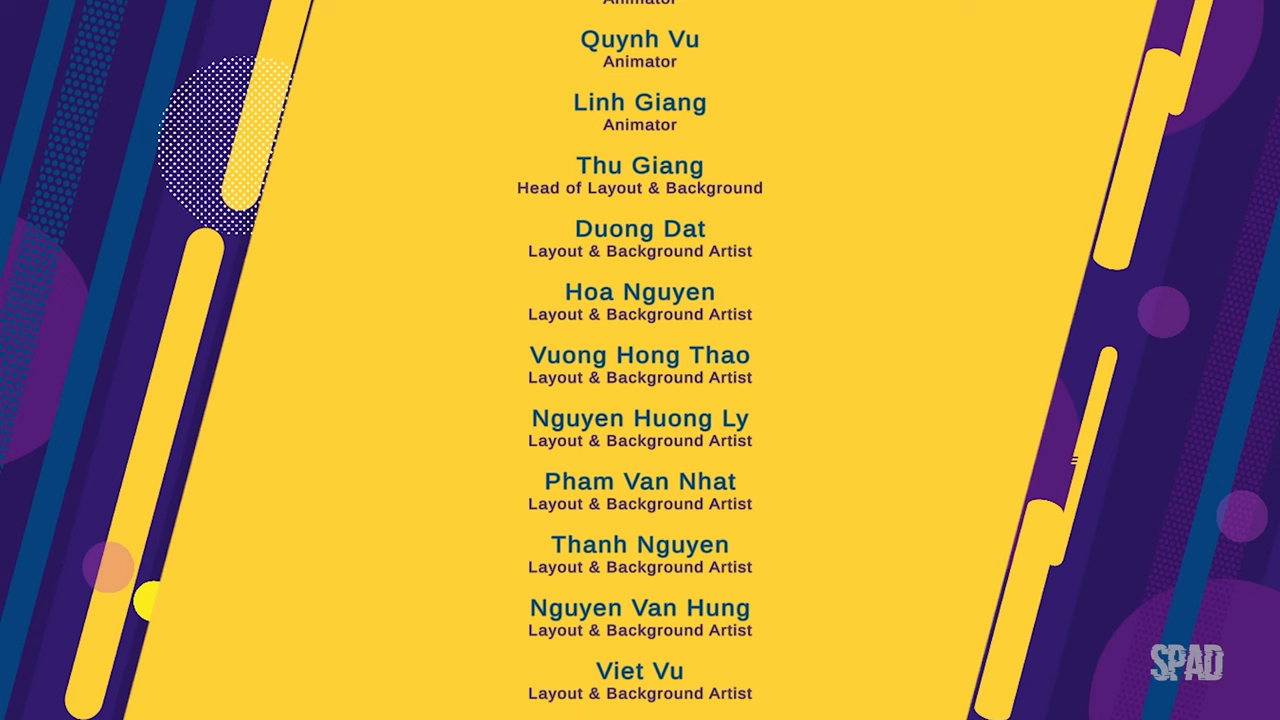 Animator
Quynh Vu
Animator
Linh Giang
Animator
Thu Giang
Head of Layout & Background
Duong Dat
Layout & Background Artist
Hoa Nguyen
Layout & Background Artist
Vuong Hong Thao
Layout & Background Artist
Nguyen Huong Ly
Layout & Background Artist
Pham Van Nhat
Layout & Background Artist
Thanh Nguyen
Layout & Background Artist
Nguyen Van Hung
Layout & Background Artist
Viet Vu
Layout & Background Artist
SPAD